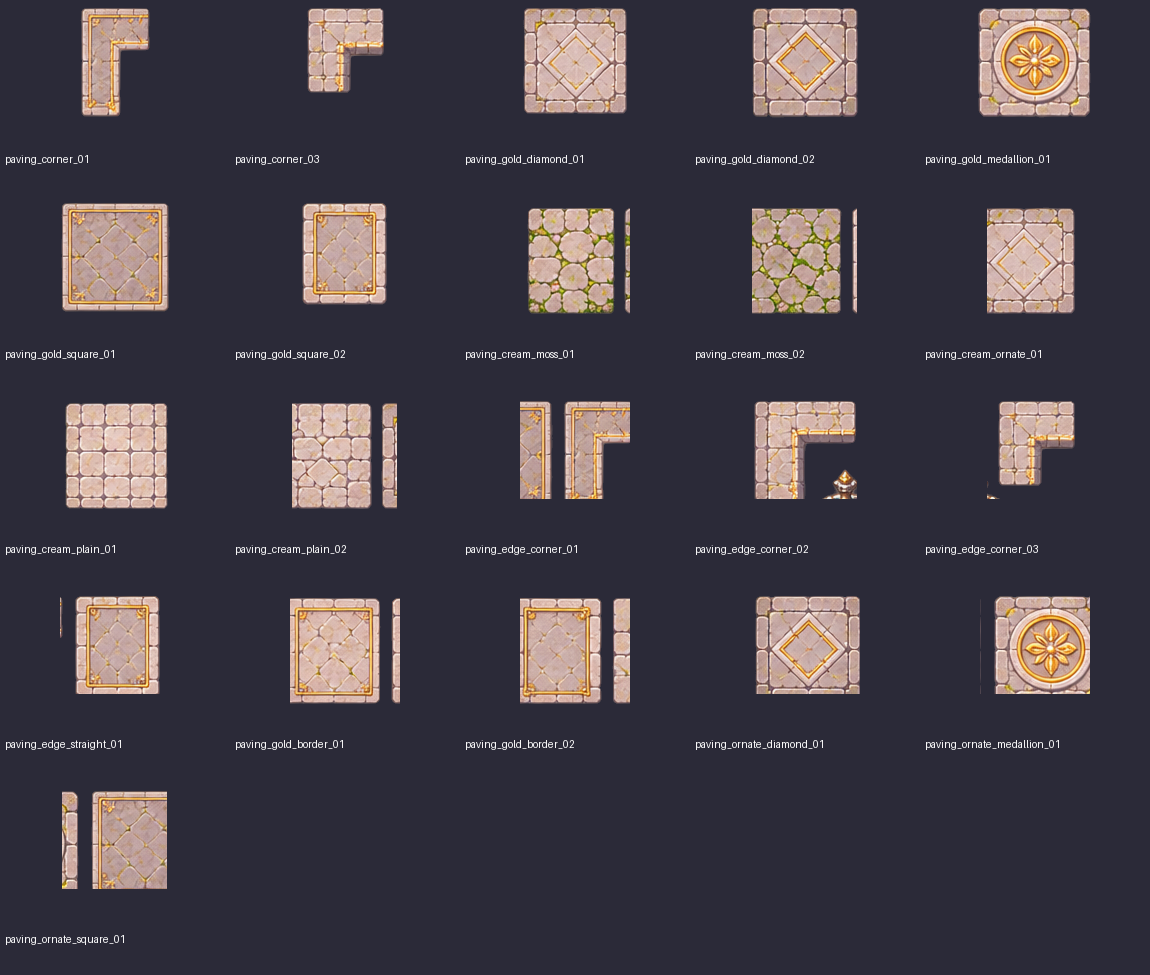 paving_corner_01
paving_corner_03
paving_gold_diamond_01
paving_gold_diamond_02
paving_gold_medallion_01
paving_gold_square_01
paving_gold_square_02
paving_cream_moss_01
paving_cream_moss_02
paving_cream_ornate_01
paving_cream_plain_01
paving_cream_plain_02
paving_edge_corner_01
paving_edge_corner_02
paving_edge_corner_03
paving_edge_straight_01
paving_gold_border_01
paving_gold_border_02
paving_ornate_diamond_01
paving_ornate_medallion_01
paving_ornate_square_01